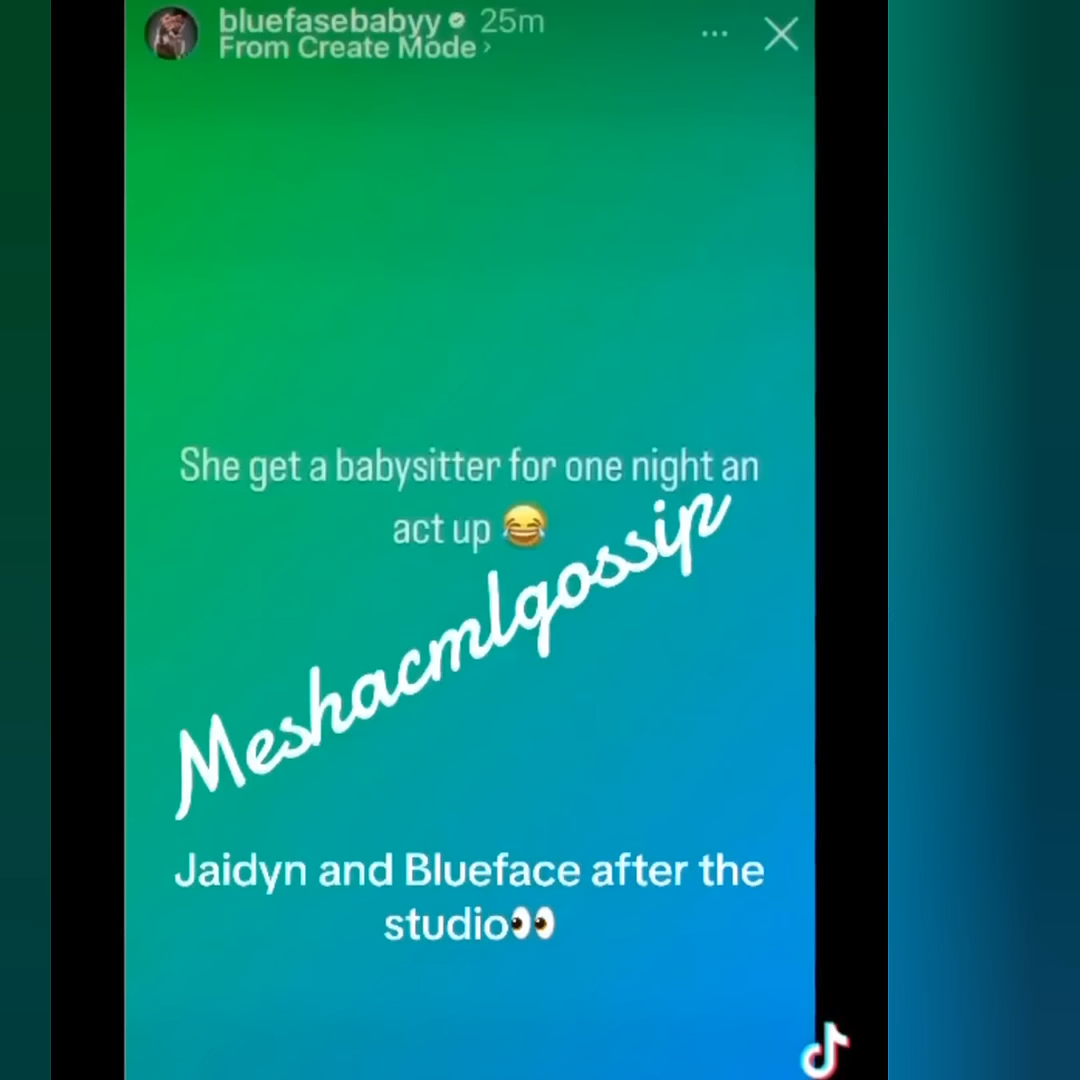 bluefasebabyy 25m
From Create Mode
She get a babysitter for one night an
act up 😂
Meshacmlgossip
Jaidyn and Blueface after the
studio👀